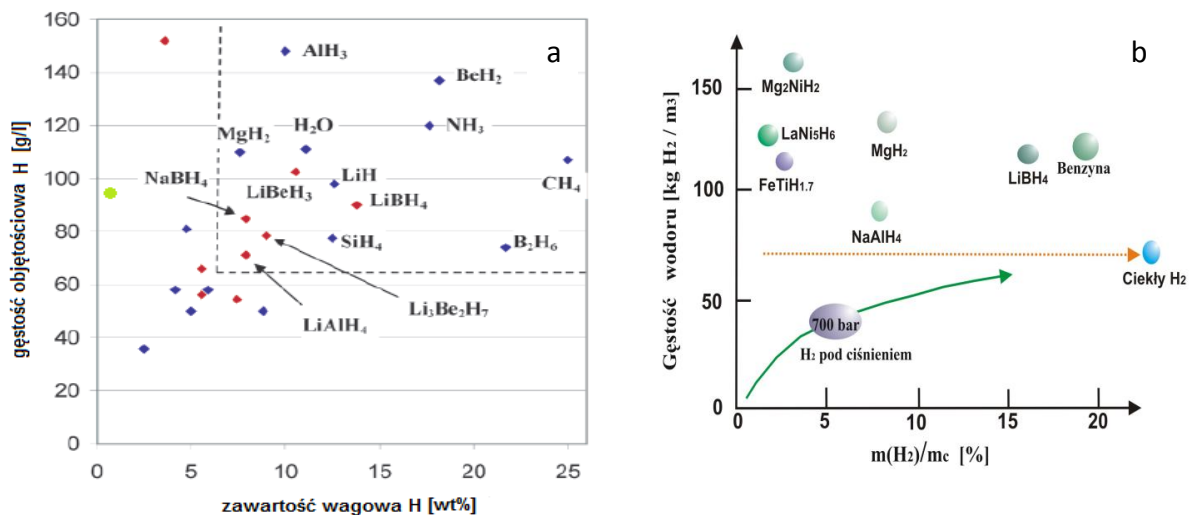 gęstość objętościowa H [g/l]
160
140
120
100
80
60
40
20
0
0
5
10
15
20
25
zawartość wagowa H [wt%]
a
AlH₃
BeH₂
MgH₂
H₂O
NH₃
NaBH₄
LiBeH₃
LiH
LiBH₄
CH₄
SiH₄
B₂H₆
LiAlH₄
Li₃Be₂H₇
b
Gęstość wodoru [kg H₂ / m₃]
150
100
50
0
0
5
10
15
20
m(H₂)/mc [%]
Mg₂NiH₂
LaNi₅H₆
FeTiH₁.₇
MgH₂
NaAlH₄
LiBH₄
Benzyna
Ciekły H₂
700 bar
H₂ pod ciśnieniem